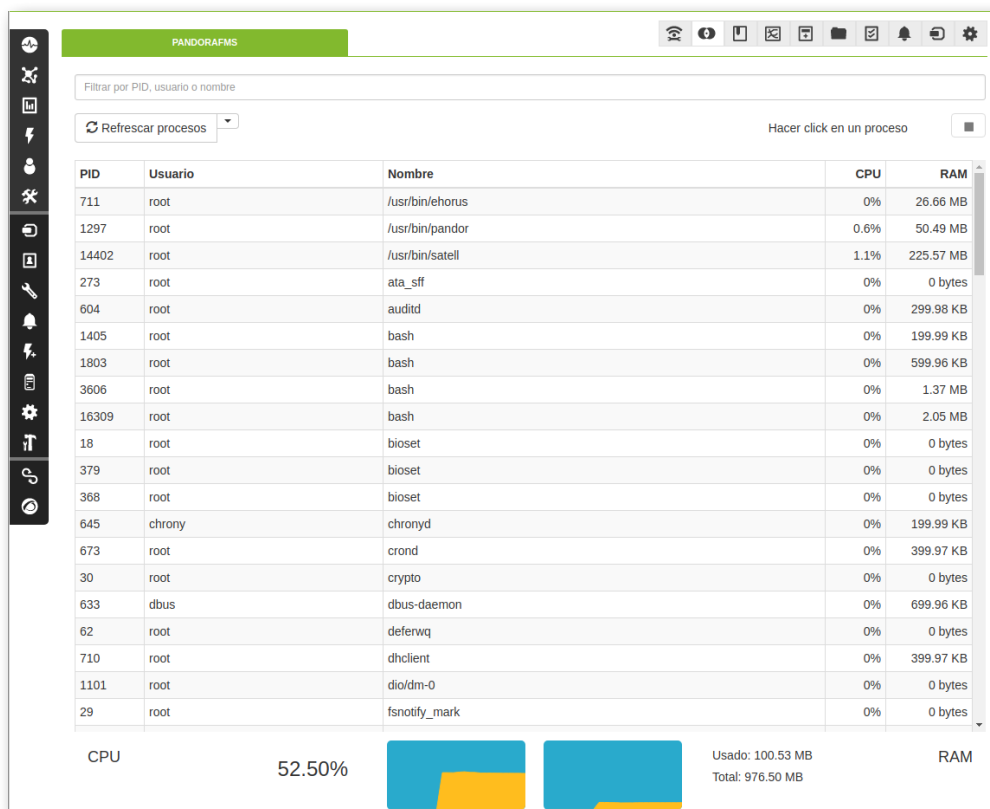 PANDORAFMS
Filtrar por PID, usuario o nombre
Refrescar procesos
Hacer click en un proceso
PID Usuario Nombre CPU RAM
711 root /usr/bin/ehorus 0% 26.66 MB
1297 root /usr/bin/pandor 0.6% 50.49 MB
14402 root /usr/bin/satell 1.1% 225.57 MB
273 root ata_sff 0% 0 bytes
604 root auditd 0% 299.98 KB
1405 root bash 0% 199.99 KB
1803 root bash 0% 599.96 KB
3606 root bash 0% 1.37 MB
16309 root bash 0% 2.05 MB
18 root bioset 0% 0 bytes
379 root bioset 0% 0 bytes
368 root bioset 0% 0 bytes
645 chrony chronyd 0% 199.99 KB
673 root crond 0% 399.97 KB
30 root crypto 0% 0 bytes
633 dbus dbus-daemon 0% 699.96 KB
62 root deferwq 0% 0 bytes
710 root dhclient 0% 399.97 KB
1101 root dio/dm-0 0% 0 bytes
29 root fsnotify_mark 0% 0 bytes
CPU
52.50%
Usado: 100.53 MB
Total: 976.50 MB
RAM